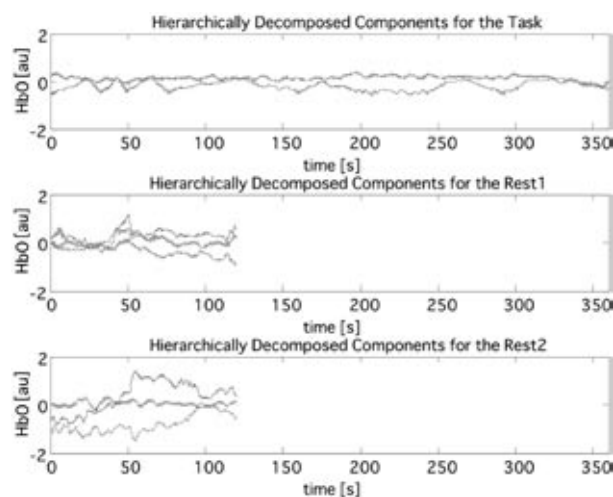 Hierarchically Decomposed Components for the Task
2
0
-2
HbO [au]
0 50 100 150 200 250 300 350
time [s]
Hierarchically Decomposed Components for the Rest1
2
0
-2
HbO [au]
0 50 100 150 200 250 300 350
time [s]
Hierarchically Decomposed Components for the Rest2
2
0
-2
HbO [au]
0 50 100 150 200 250 300 350
time [s]